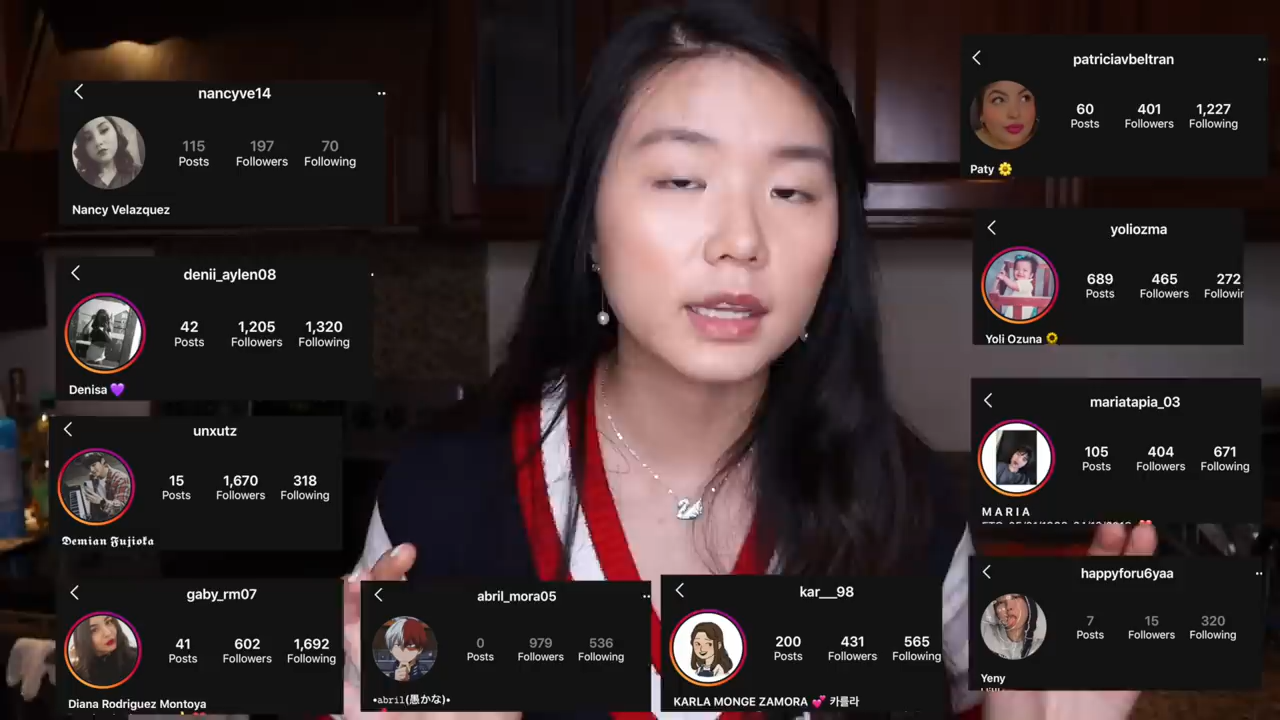 nancyve14
115 197 70
Posts Followers Following
Nancy Velazquez
denii_aylen08
42 1,205 1,320
Posts Followers Following
Denisa 💜
unxutz
15 1,670 318
Posts Followers Following
𝕯𝖊𝖒𝖎𝖆𝖓 𝕱𝖚𝖏𝖎𝖔𝖐𝖆
gaby_rm07
41 602 1,692
Posts Followers Following
Diana Rodriguez Montoya
abril_mora05
0 979 536
Posts Followers Following
•abril(愚かな)•
kar___98
200 431 565
Posts Followers Following
KARLA MONGE ZAMORA 💕 카를라
patriciavbeltran
60 401 1,227
Posts Followers Following
Paty 🌼
yoliozma
689 465 272
Posts Followers Followin
Yoli Ozuna 🌻
mariatapia_03
105 404 671
Posts Followers Following
M A R I A
happyforu6yaa
7 15 320
Posts Followers Following
Yeny